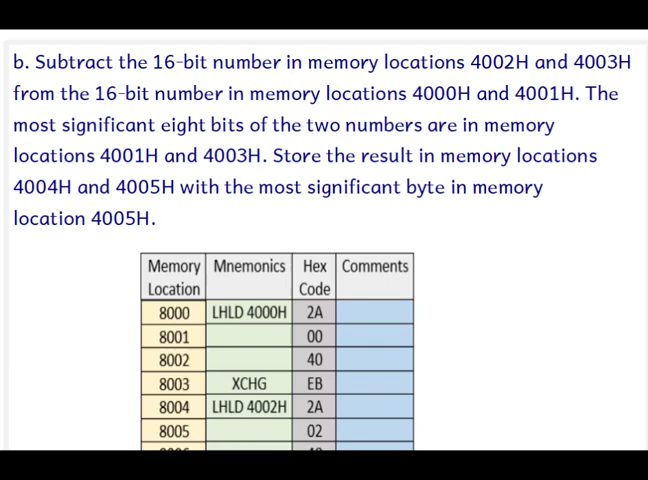 b. Subtract the 16-bit number in memory locations 4002H and 4003H
from the 16-bit number in memory locations 4000H and 4001H. The
most significant eight bits of the two numbers are in memory
locations 4001H and 4003H. Store the result in memory locations
4004H and 4005H with the most significant byte in memory
location 4005H.
Memory Location Mnemonics Hex Code Comments
8000 LHLD 4000H 2A
8001 00
8002 40
8003 XCHG EB
8004 LHLD 4002H 2A
8005 02